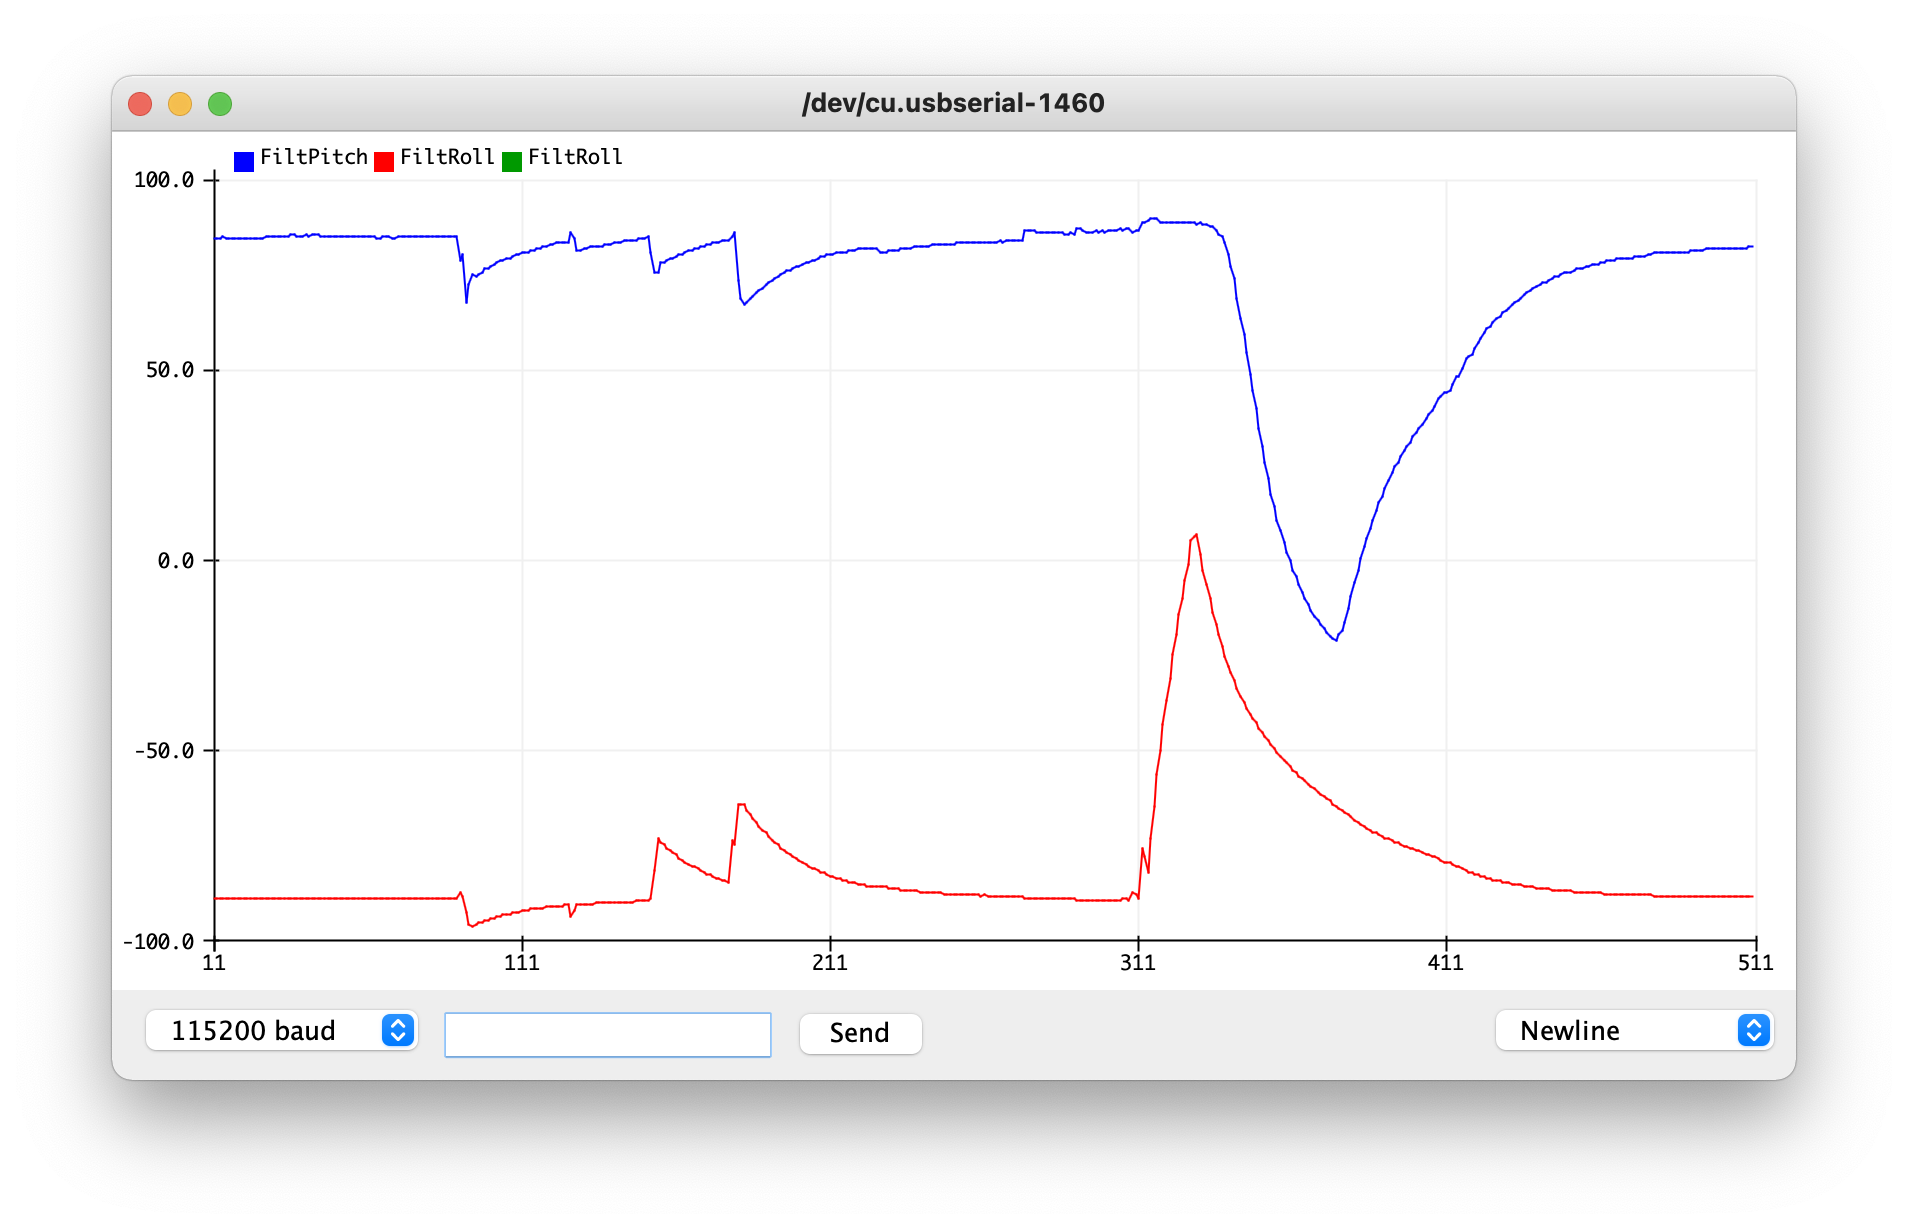 /dev/cu.usbserial-1460
FiltPitch FiltRoll FiltRoll
100.0
50.0
0.0
-50.0
-100.0
11 111 211 311 411 511
115200 baud Send Newline